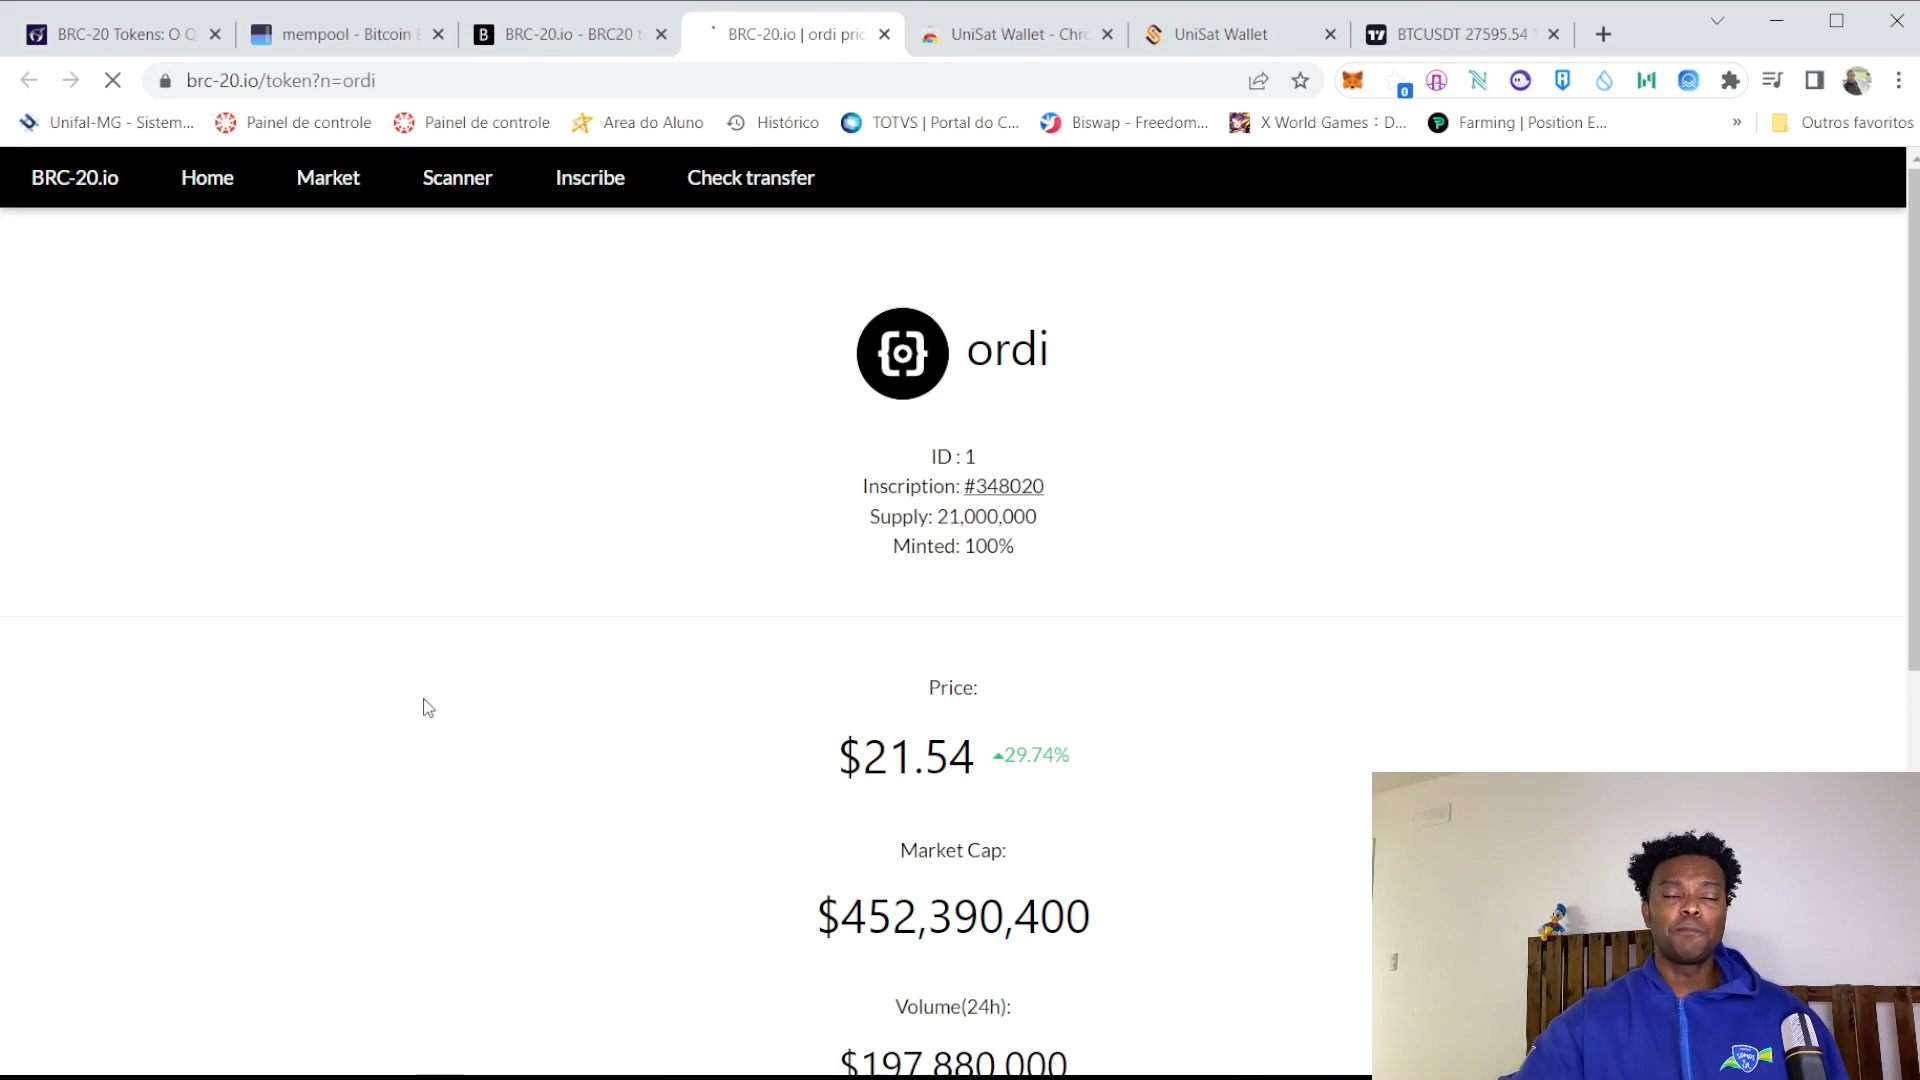 BRC-20 Tokens: O Q
mempool - Bitcoin E
BRC-20.io - BRC20 t
BRC-20.io | ordi pric
UniSat Wallet - Chrc
UniSat Wallet
BTCUSDT 27595.54
brc-20.io/token?n=ordi
0
Unifal-MG - Sistem...
Painel de controle
Painel de controle
Area do Aluno
Histórico
TOTVS | Portal do C...
Biswap - Freedom...
X World Games：D...
Farming | Position E...
»
Outros favoritos
BRC-20.io
Home
Market
Scanner
Inscribe
Check transfer
ordi
ID : 1
Inscription: #348020
Supply: 21,000,000
Minted: 100%
Price:
$21.54
29.74%
Market Cap:
$452,390,400
Volume(24h):
$197,880,000